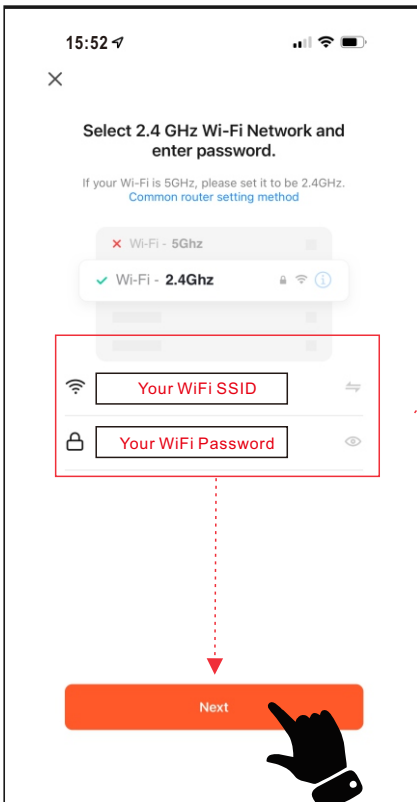 15:52
Select 2.4 GHz Wi-Fi Network and
enter password.
If your Wi-Fi is 5GHz, please set it to be 2.4GHz.
Common router setting method
Wi-Fi - 5Ghz
Wi-Fi - 2.4Ghz
Your WiFi SSID
Your WiFi Password
Next